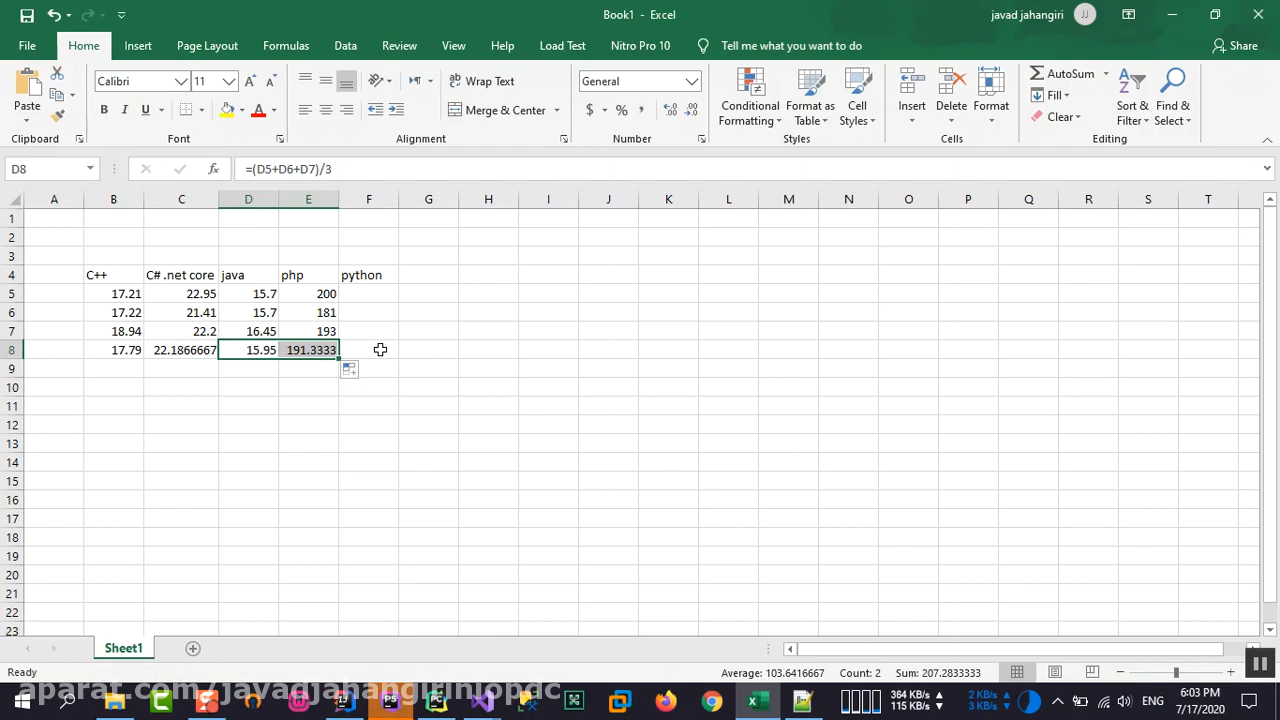 Book1 - Excel
javad jahangiri
JJ
File Home Insert Page Layout Formulas Data Review View Help Load Test Nitro Pro 10 Tell me what you want to do Share
Paste
Calibri 11
Wrap Text
General
AutoSum
Merge & Center
Fill
Clear
Conditional Formatting
Format as Table
Cell Styles
Insert
Delete
Format
Sort & Filter
Find & Select
Clipboard Font Alignment Number Styles Cells Editing
D8 fx =(D5+D6+D7)/3
A B C D E F G H I J K L M N O P Q R S T
1
2
3
4 C++ C# .net core java php python
5 17.21 22.95 15.7 200
6 17.22 21.41 15.7 181
7 18.94 22.2 16.45 193
8 17.79 22.1866667 15.95 191.3333
9
10
11
12
13
14
15
16
17
18
19
20
21
22
23
Sheet1
Ready Average: 103.6416667 Count: 2 Sum: 207.2833333
364 KB/s 2 KB/s ENG 6:03 PM
115 KB/s 3 KB/s 7/17/2020